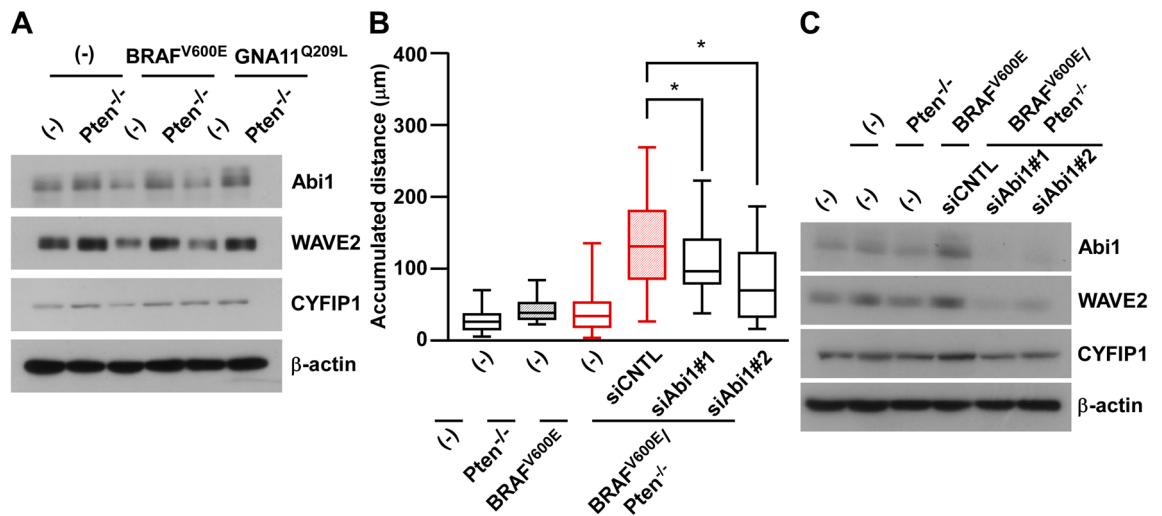 A
(-)
BRAFV600E
GNA11Q209L
(-)
Pten-/-
(-)
Pten-/-
(-)
Pten-/-
Abi1
WAVE2
CYFIP1
β-actin
B
Accumulated distance (μm)
400
300
200
100
0
*
*
(-)
(-)
(-)
siCNTL
siAbi1#1
siAbi1#2
(-)
Pten-/-
BRAFV600E
BRAFV600E/
Pten-/-
C
(-)
Pten-/-
BRAFV600E
BRAFV600E/
Pten-/-
(-)
(-)
(-)
siCNTL
siAbi1#1
siAbi1#2
Abi1
WAVE2
CYFIP1
β-actin